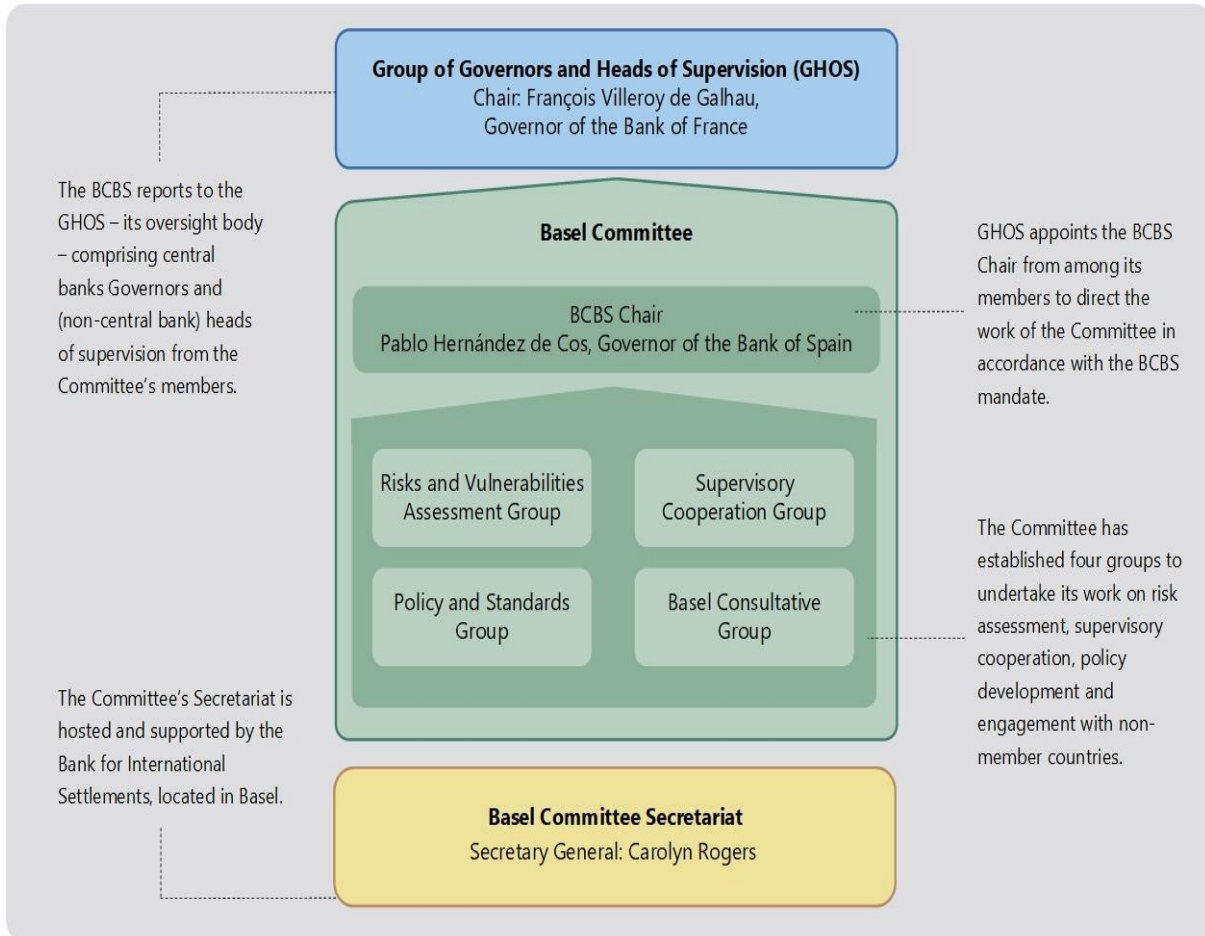 Group of Governors and Heads of Supervision (GHOS)
Chair: François Villeroy de Galhau,
Governor of the Bank of France
The BCBS reports to the
GHOS – its oversight body
– comprising central
banks Governors and
(non-central bank) heads
of supervision from the
Committee's members.
Basel Committee
BCBS Chair
Pablo Hernández de Cos, Governor of the Bank of Spain
GHOS appoints the BCBS
Chair from among its
members to direct the
work of the Committee in
accordance with the BCBS
mandate.
Risks and Vulnerabilities
Assessment Group
Supervisory
Cooperation Group
Policy and Standards
Group
Basel Consultative
Group
The Committee has
established four groups to
undertake its work on risk
assessment, supervisory
cooperation, policy
development and
engagement with non-
member countries.
The Committee's Secretariat is
hosted and supported by the
Bank for International
Settlements, located in Basel.
Basel Committee Secretariat
Secretary General: Carolyn Rogers